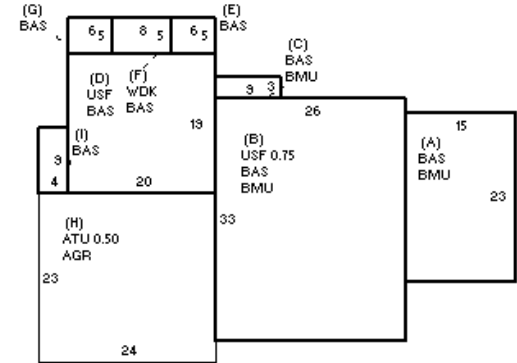 (G)
BAS
(E)
BAS
6 5
8 5
6 5
(C)
BAS
BMU
(D)
USF
BAS
(F)
WDK
BAS
9 3
26
15
19
(I)
BAS
(B)
USF 0.75
BAS
BMU
(A)
BAS
BMU
9
4
20
23
33
(H)
ATU 0.50
AGR
23
24